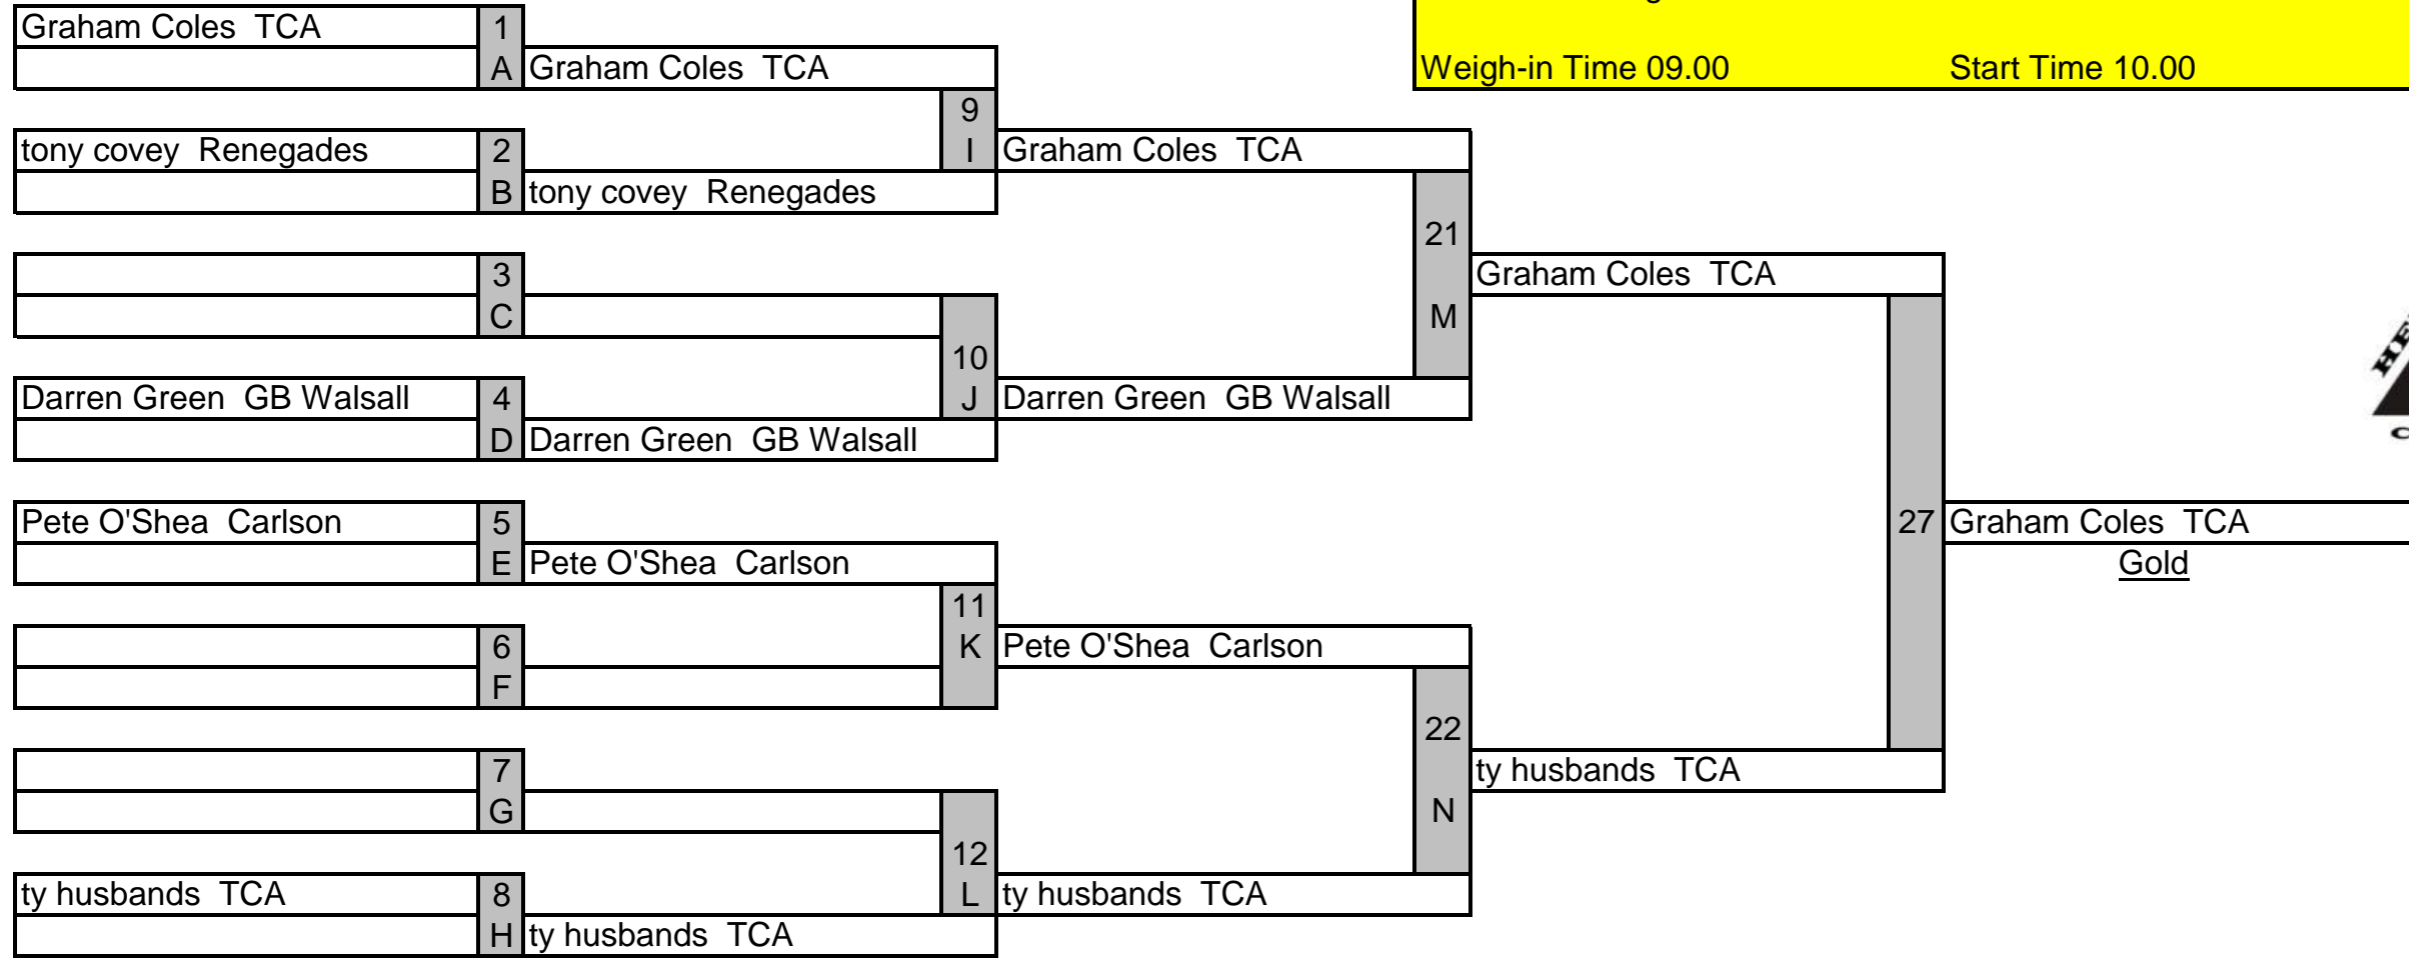 Graham Coles TCA 1
A Graham Coles TCA
Weigh-in Time 09.00 Start Time 10.00
9
tony covey Renegades 2 I Graham Coles TCA
B tony covey Renegades
21
3 Graham Coles TCA
C M
10
Darren Green GB Walsall 4 J Darren Green GB Walsall
D Darren Green GB Walsall
Pete O'Shea Carlson 5 27 Graham Coles TCA
E Pete O'Shea Carlson Gold
11
6 K Pete O'Shea Carlson
F
22
7 ty husbands TCA
G N
12
ty husbands TCA 8 L ty husbands TCA
H ty husbands TCA